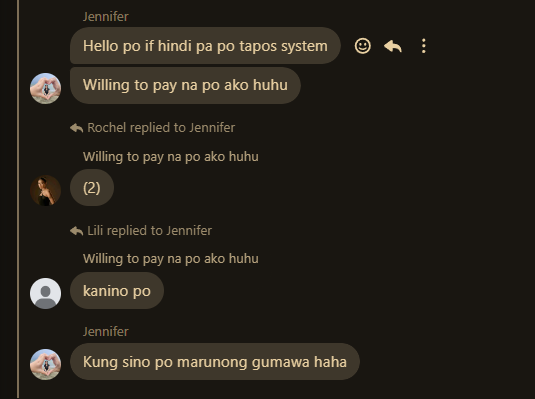 Jennifer
Hello po if hindi pa po tapos system
Willing to pay na po ako huhu
Rochel replied to Jennifer
Willing to pay na po ako huhu
(2)
Lili replied to Jennifer
Willing to pay na po ako huhu
kanino po
Jennifer
Kung sino po marunong gumawa haha